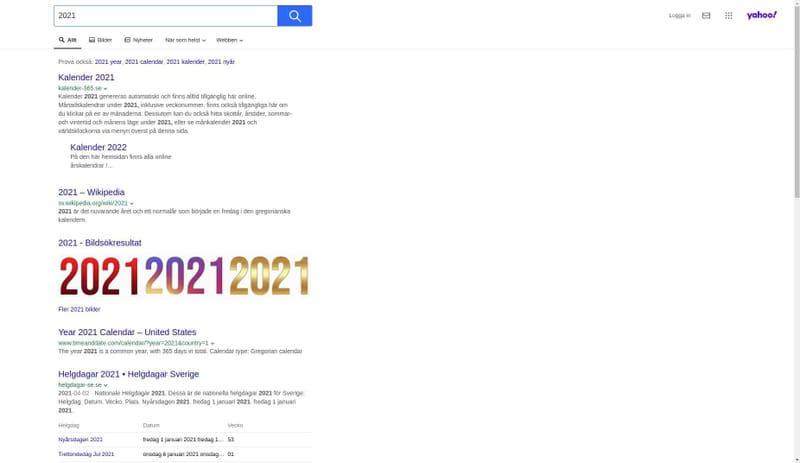 2021
Logga in
yahoo!
Allt Bilder Nyheter När som helst Webben
Prova också: 2021 year, 2021 calendar, 2021 kalender, 2021 nyår
Kalender 2021
kalender-365.se
Kalender 2021 genereras automatiskt och finns alltid tillgänglig här online.
Månadskalendrar under 2021, inklusive veckonummer, finns också tillgängliga här om
du klickar på en av månaderna. Dessutom kan du också hitta skottår, årstider, sommar-
och vintertid och månens läge under 2021, eller se månkalender 2021 och
världsklockorna via menyn överst på denna sida.
Kalender 2022
På den här hemsidan finns alla online
årskalendrar /...
2021 – Wikipedia
sv.wikipedia.org/wiki/2021
2021 är det nuvarande året och ett normalår som började en fredag i den gregorianska
kalendern.
2021 - Bildsökresultat
2021 2021 2021
Fler 2021 bilder
Year 2021 Calendar – United States
www.timeanddate.com/calendar/?year=2021&country=1
The year 2021 is a common year, with 365 days in total. Calendar type: Gregorian calendar
Helgdagar 2021 • Helgdagar Sverige
helgdagar-se.se
2021-04-02 · Nationale Helgdagar 2021. Dessa är de nationella helgdagar 2021 för Sverige:
Helgdag. Datum. Vecko. Plats. Nyårsdagen 2021. fredag 1 januari 2021. fredag 1 januari
2021.
Helgdag Datum Vecko
Nyårsdagen 2021 fredag 1 januari 2021 fredag 1... 53
Trettondedag Jul 2021 onsdag 6 januari 2021 onsdag... 01